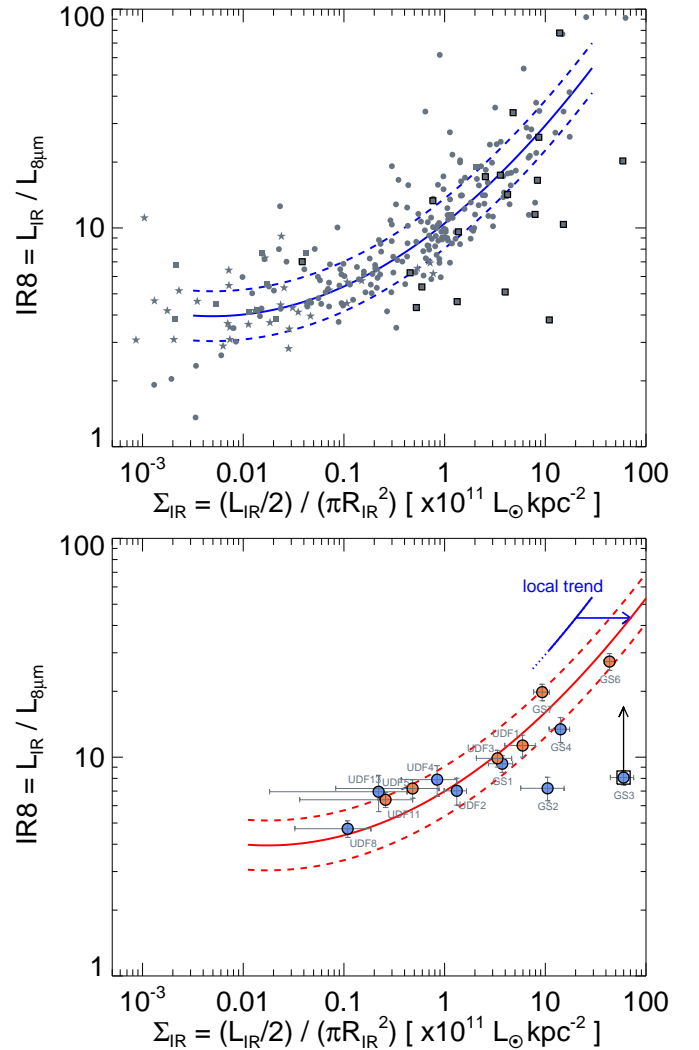 100
10
1
IR8 = L_IR / L_8μm
10^-3 0.01 0.1 1 10 100
Σ_IR = (L_IR/2) / (πR_IR^2) [ x10^11 L_⊙ kpc^-2 ]
100
10
1
IR8 = L_IR / L_8μm
local trend
GS6
GS7
UDF1
GS4
UDF3
UDF4
GS1
UDF13
UDF2
GS2
GS3
UDF11
UDF8
10^-3 0.01 0.1 1 10 100
Σ_IR = (L_IR/2) / (πR_IR^2) [ x10^11 L_⊙ kpc^-2 ]